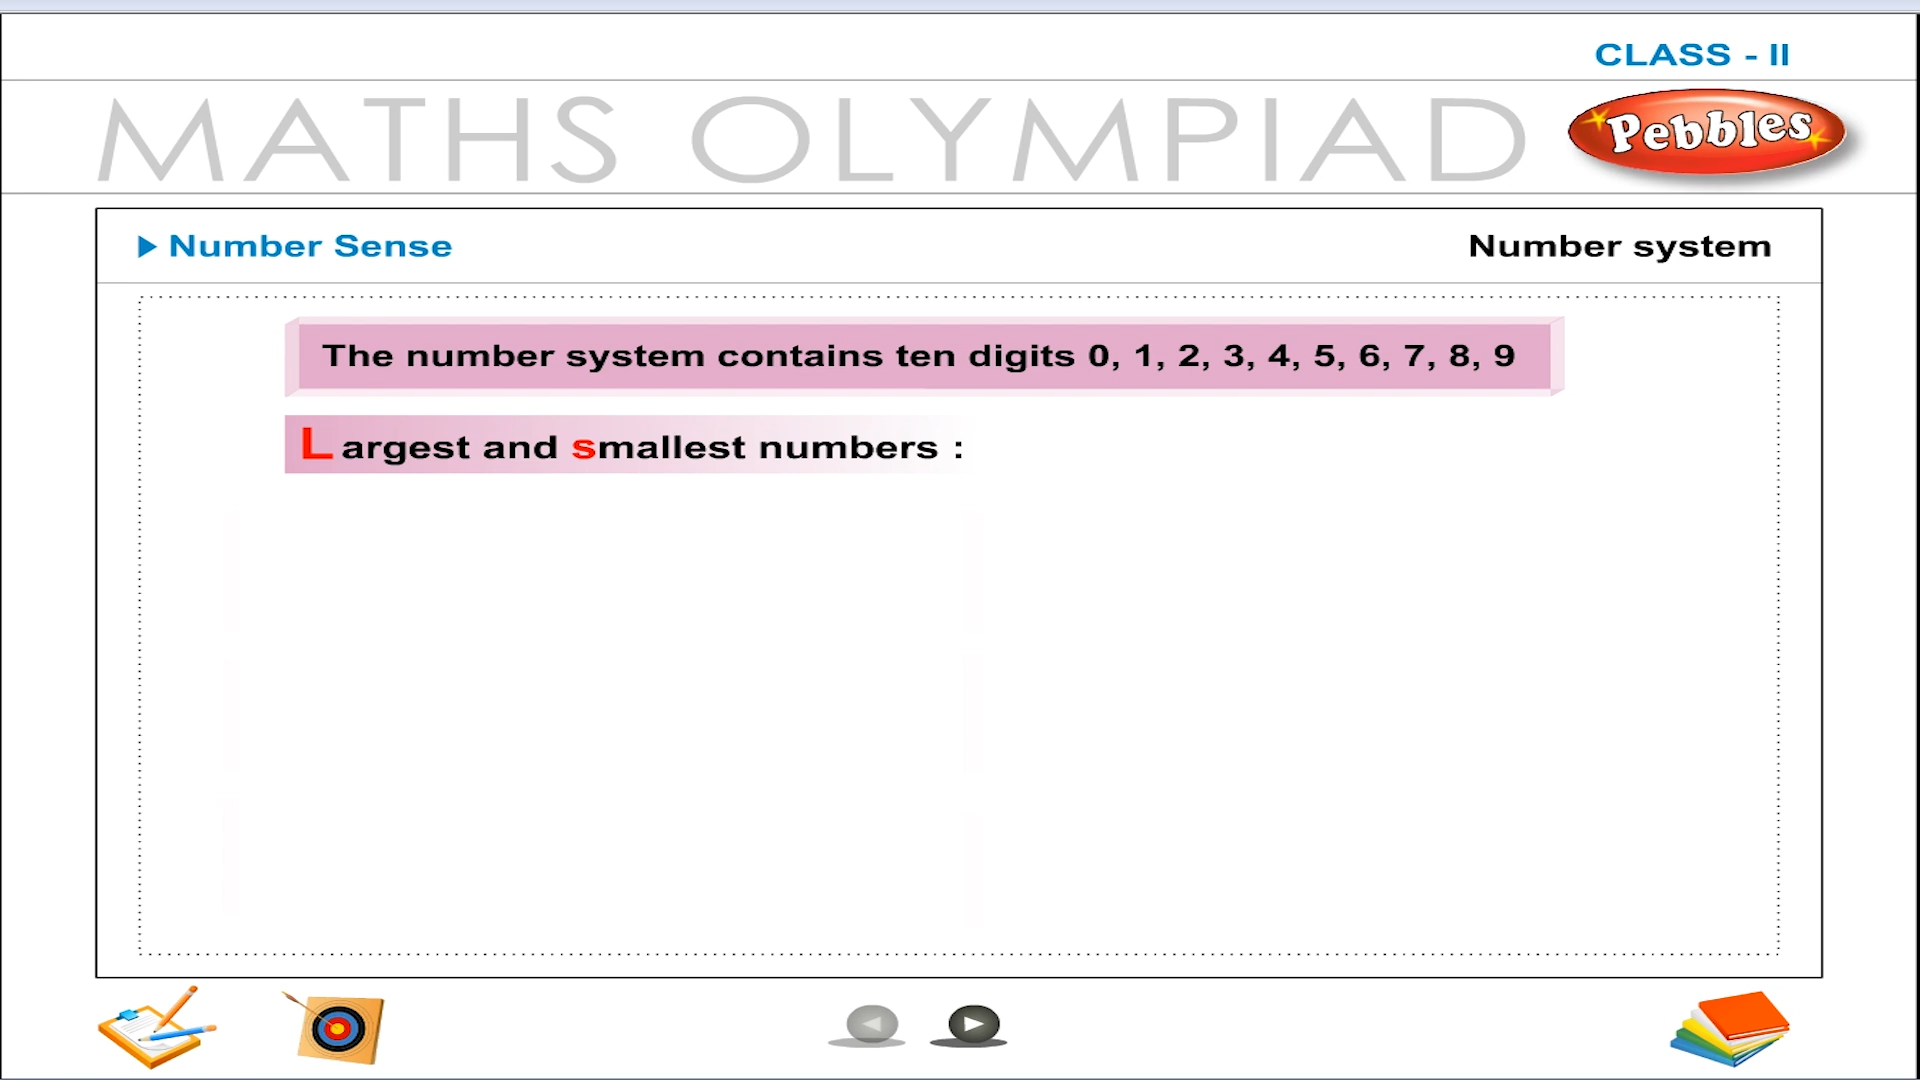 CLASS - II
MATHS OLYMPIAD
Pebbles
Number Sense
Number system
The number system contains ten digits 0, 1, 2, 3, 4, 5, 6, 7, 8, 9
Largest and smallest numbers :